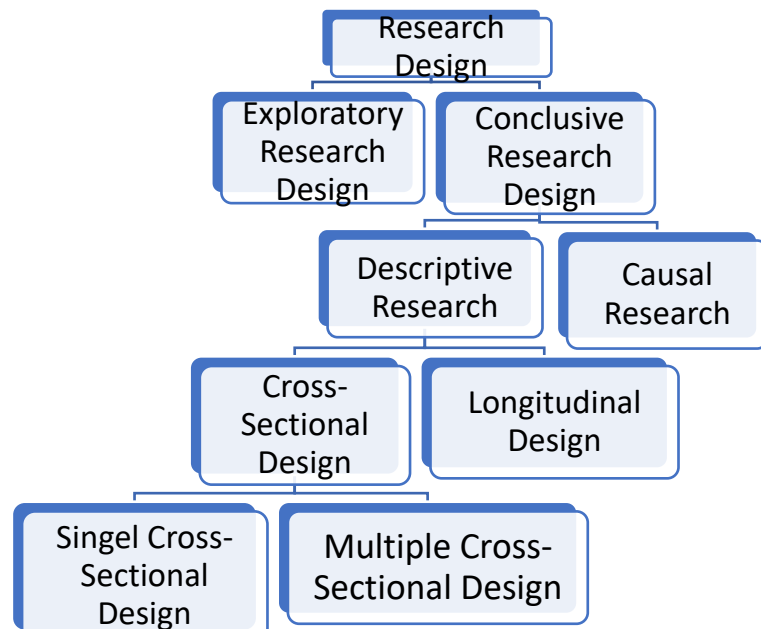 Research
Design
Exploratory
Research
Design
Conclusive
Research
Design
Descriptive
Research
Causal
Research
Cross-
Sectional
Design
Longitudinal
Design
Singel Cross-
Sectional
Design
Multiple Cross-
Sectional Design